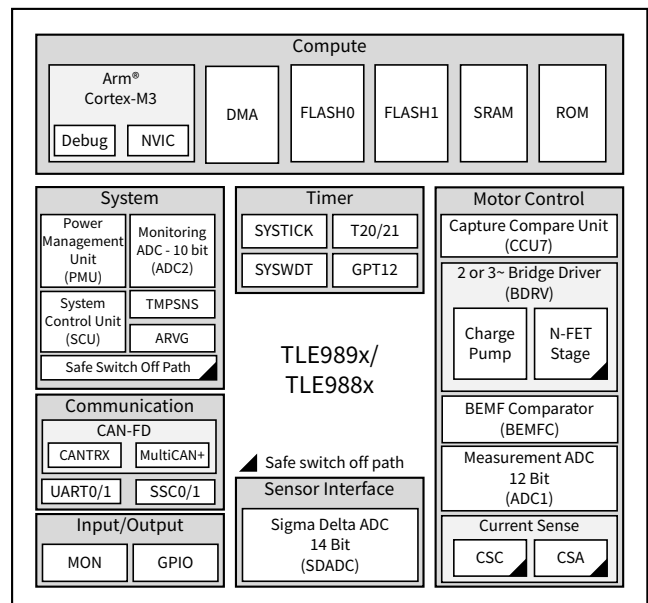 Compute
Arm®
Cortex-M3
Debug
NVIC
DMA
FLASH0
FLASH1
SRAM
ROM
System
Power
Management
Unit
(PMU)
Monitoring
ADC - 10 bit
(ADC2)
System
Control Unit
(SCU)
TMPSNS
ARVG
Safe Switch Off Path
Timer
SYSTICK
T20/21
SYSWDT
GPT12
Motor Control
Capture Compare Unit
(CCU7)
2 or 3~ Bridge Driver
(BDRV)
Charge
Pump
N-FET
Stage
BEMF Comparator
(BEMFC)
Measurement ADC
12 Bit
(ADC1)
Current Sense
CSC
CSA
TLE989x/
TLE988x
Communication
CAN-FD
CANTRX
MultiCAN+
UART0/1
SSC0/1
Input/Output
MON
GPIO
Safe switch off path
Sensor Interface
Sigma Delta ADC
14 Bit
(SDADC)